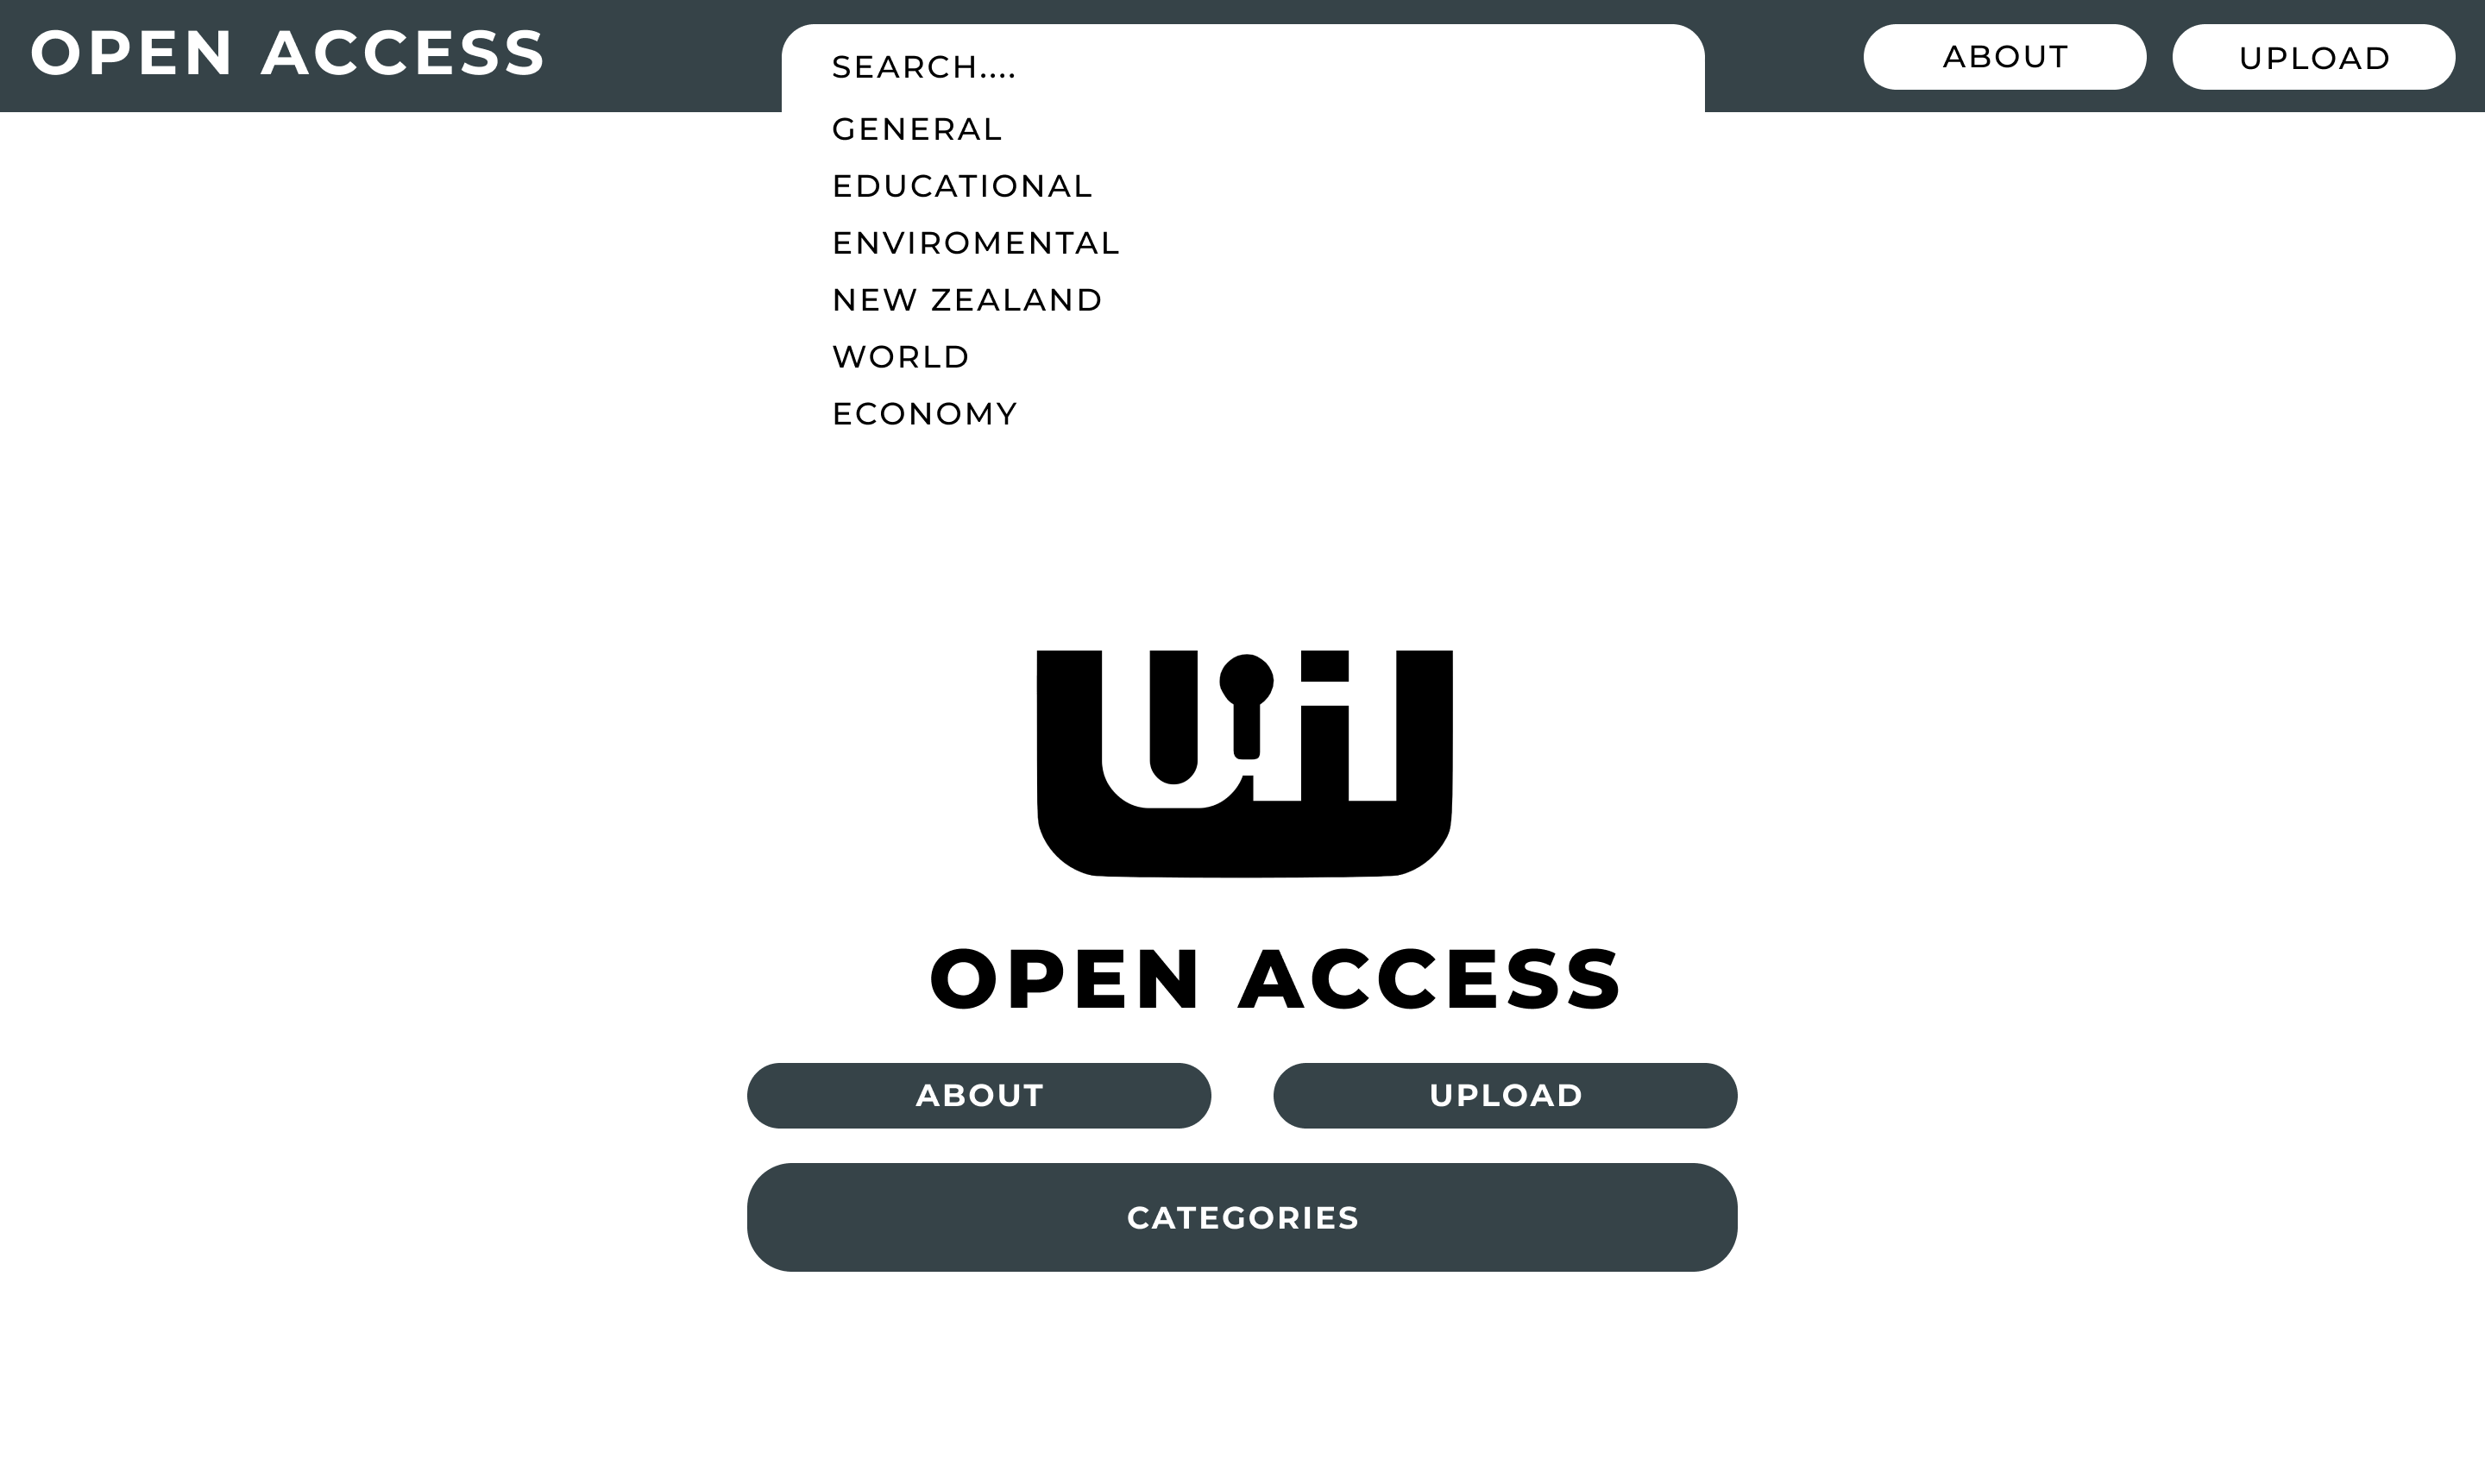 OPEN ACCESS
SEARCH....
ABOUT
UPLOAD
GENERAL
EDUCATIONAL
ENVIROMENTAL
NEW ZEALAND
WORLD
ECONOMY
OPEN ACCESS
ABOUT
UPLOAD
CATEGORIES